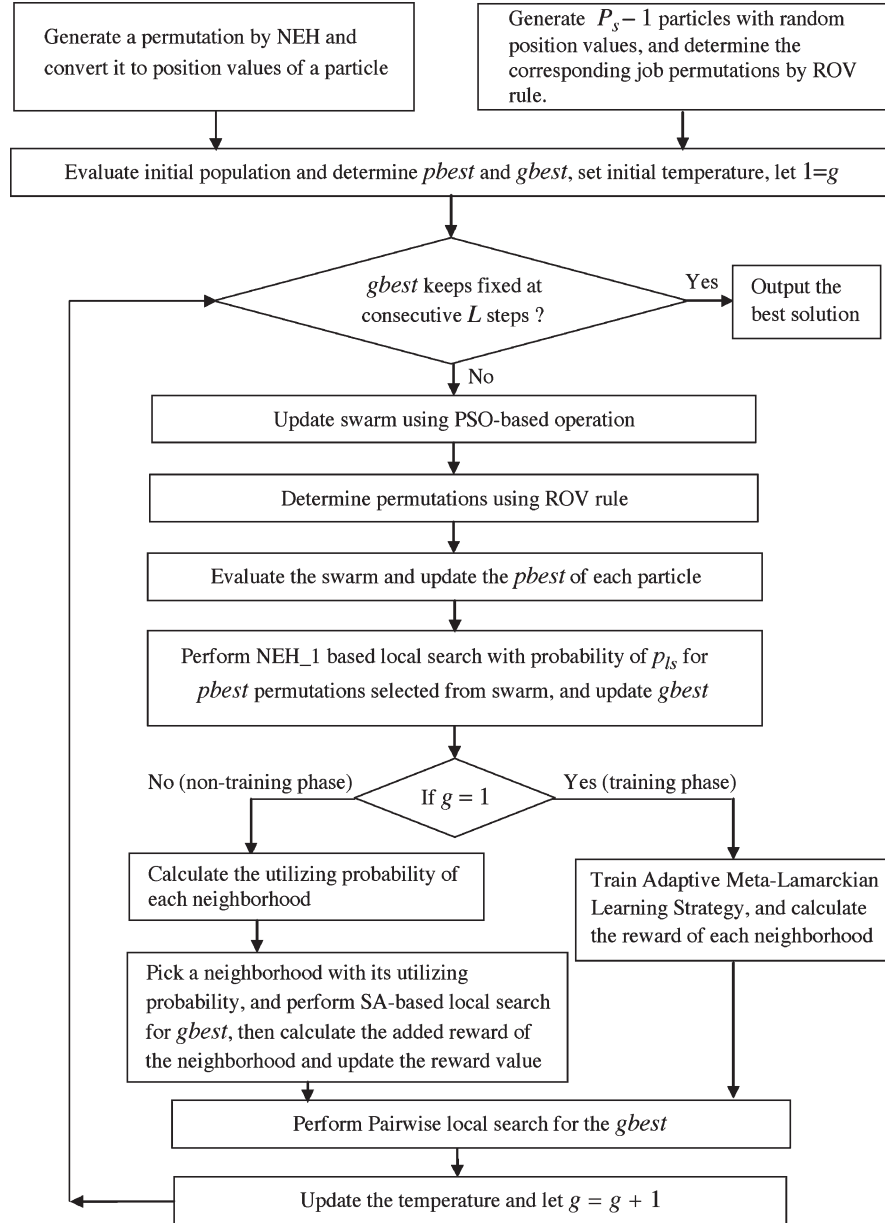 Generate a permutation by NEH and
convert it to position values of a particle
Generate Pₛ – 1 particles with random
position values, and determine the
corresponding job permutations by ROV
rule.
Evaluate initial population and determine pbest and gbest, set initial temperature, let 1=g
gbest keeps fixed at
consecutive L steps ?
Yes
Output the
best solution
No
Update swarm using PSO-based operation
Determine permutations using ROV rule
Evaluate the swarm and update the pbest of each particle
Perform NEH_1 based local search with probability of pₗₛ for
pbest permutations selected from swarm, and update gbest
No (non-training phase)
If g = 1
Yes (training phase)
Calculate the utilizing probability of
each neighborhood
Train Adaptive Meta-Lamarckian
Learning Strategy, and calculate
the reward of each neighborhood
Pick a neighborhood with its utilizing
probability, and perform SA-based local search
for gbest, then calculate the added reward of
the neighborhood and update the reward value
Perform Pairwise local search for the gbest
Update the temperature and let g = g + 1